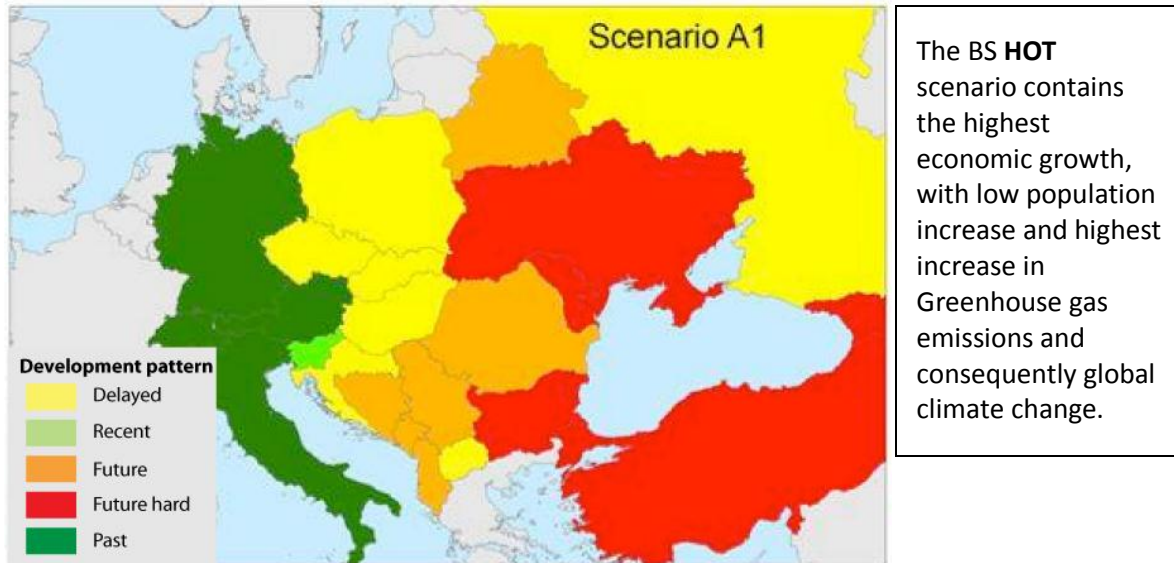 Scenario A1
Development pattern
Delayed
Recent
Future
Future hard
Past
The BS HOT
scenario contains
the highest
economic growth,
with low population
increase and highest
increase in
Greenhouse gas
emissions and
consequently global
climate change.